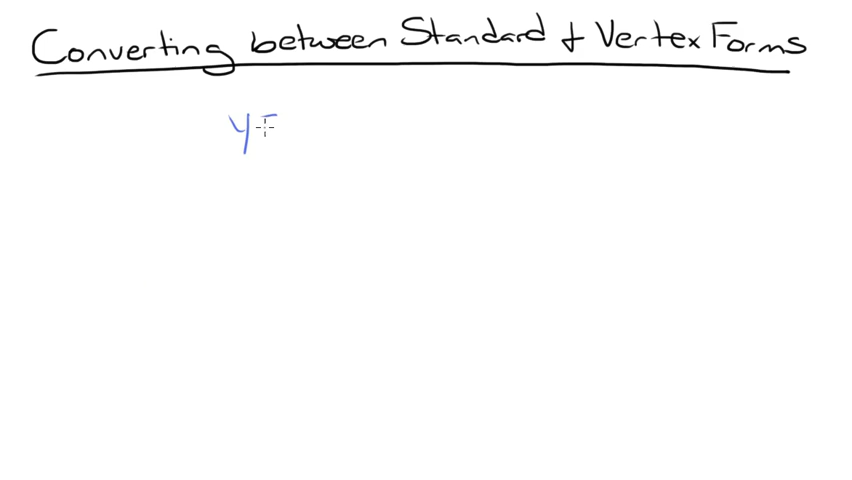 Converting between Standard & Vertex Forms
y=